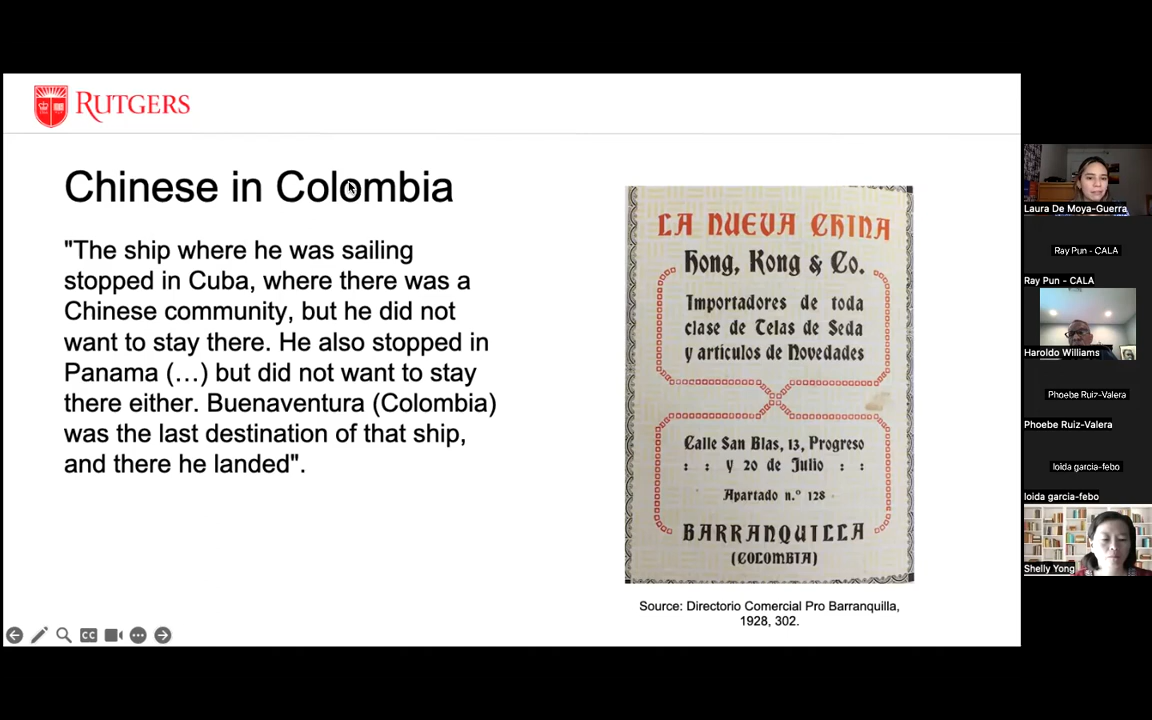 RUTGERS
Chinese in Colombia
"The ship where he was sailing
stopped in Cuba, where there was a
Chinese community, but he did not
want to stay there. He also stopped in
Panama (…) but did not want to stay
there either. Buenaventura (Colombia)
was the last destination of that ship,
and there he landed".
LA NUEVA CHINA
Hong, Kong & Co.
Importadores de toda
clase de Telas de Seda
y artículos de Novedades
Calle San Blas, 13, Progreso
: : y 20 de Julio : :
Apartado n.º 128
BARRANQUILLA
(COLOMBIA)
Source: Directorio Comercial Pro Barranquilla,
1928, 302.
CC
Laura De Moya-Guerra
Ray Pun - CALA
Ray Pun - CALA
Haroldo Williams
Phoebe Ruiz-Valera
Phoebe Ruiz-Valera
loida garcia-febo
loida garcia-febo
Shelly Yong